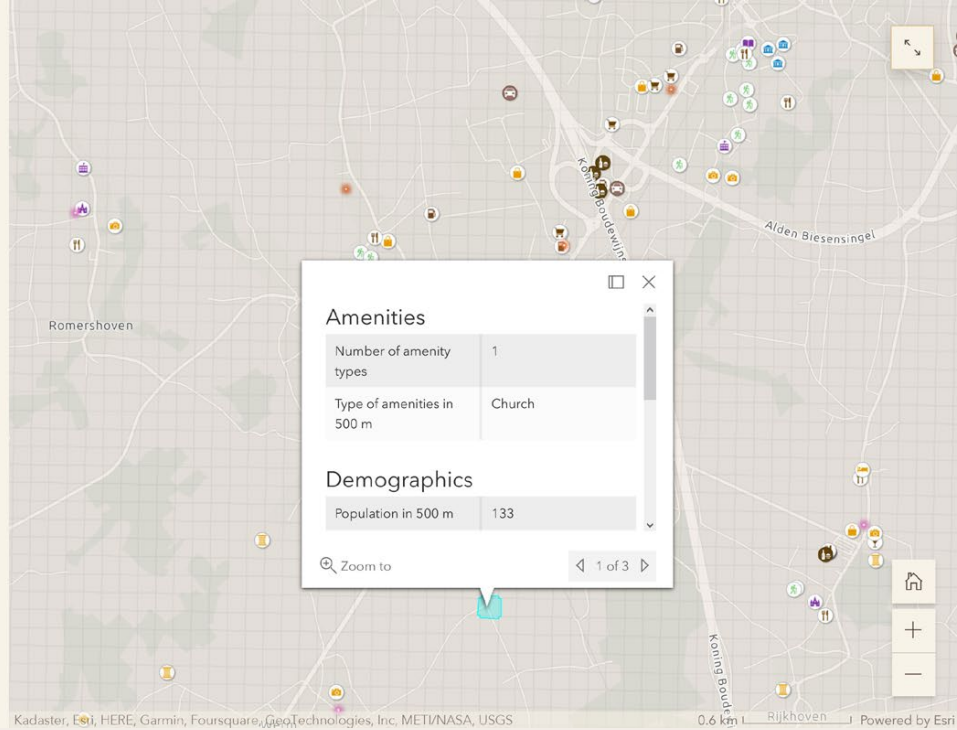 Koning Boudewijns
Alden Biesensingel
Romershoven
Amenities
Number of amenity
types
1
Type of amenities in
500 m
Church
Demographics
Population in 500 m
133
Zoom to
1 of 3
Koning Boude
Kadaster, Esri, HERE, Garmin, Foursquare, GeoTechnologies, Inc, METI/NASA, USGS
0.6 km
Rijkhoven
Powered by Esri